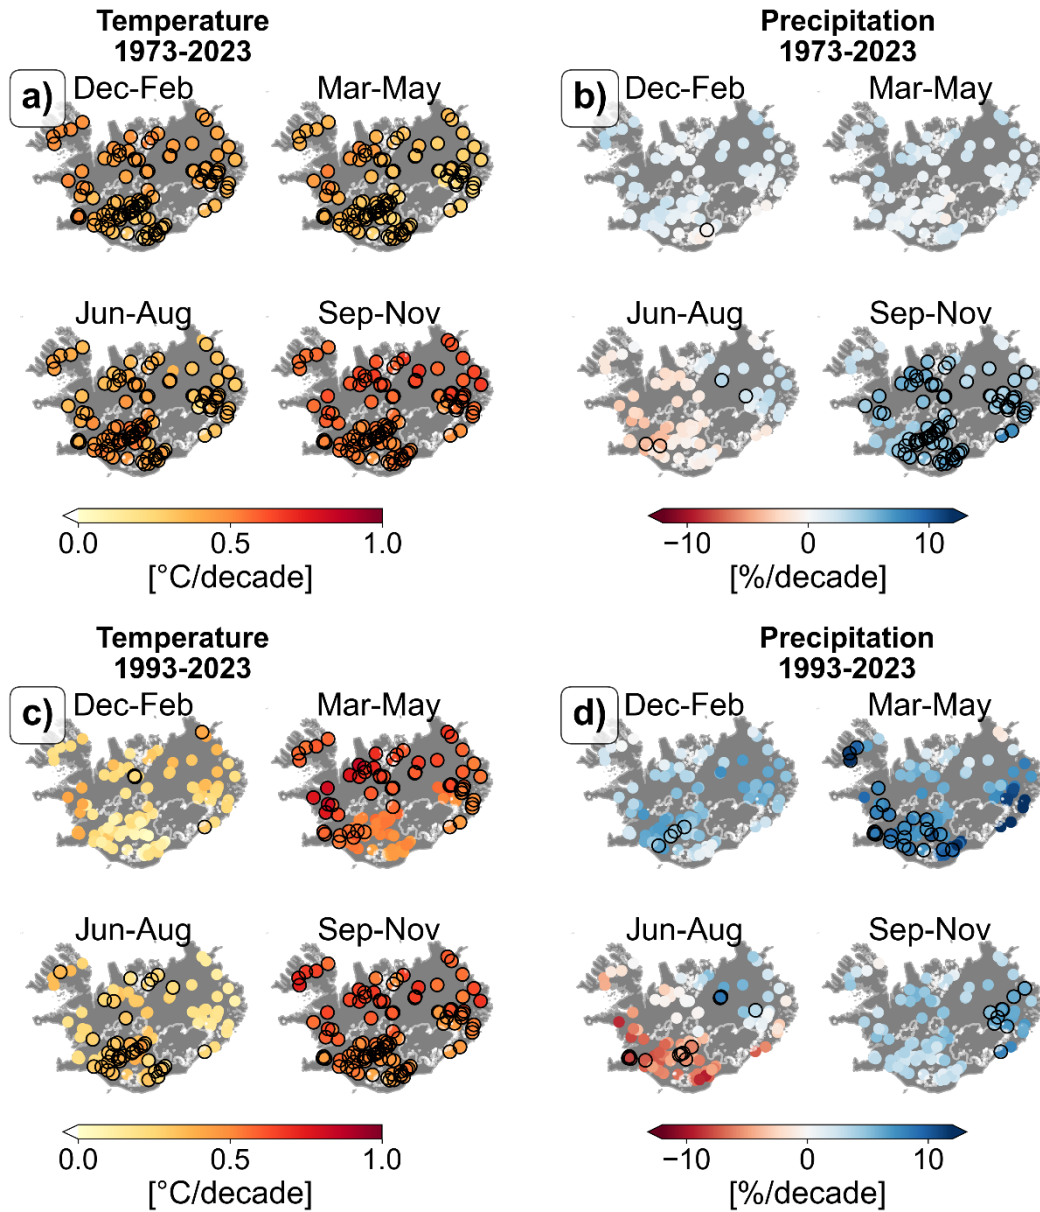 Temperature
1973-2023
a)
Dec-Feb
Mar-May
Jun-Aug
Sep-Nov
0.0
0.5
1.0
[°C/decade]
Precipitation
1973-2023
b)
Dec-Feb
Mar-May
Jun-Aug
Sep-Nov
−10
0
10
[%/decade]
Temperature
1993-2023
c)
Dec-Feb
Mar-May
Jun-Aug
Sep-Nov
0.0
0.5
1.0
[°C/decade]
Precipitation
1993-2023
d)
Dec-Feb
Mar-May
Jun-Aug
Sep-Nov
−10
0
10
[%/decade]